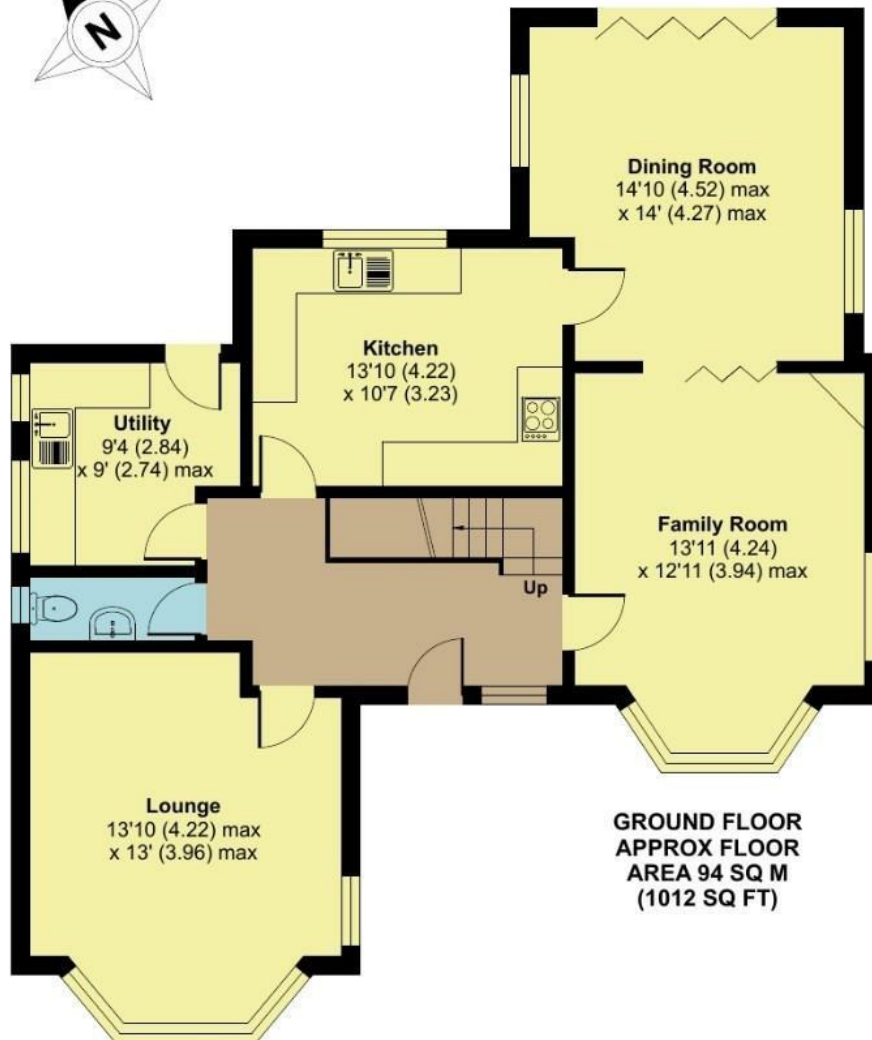 N
Dining Room
14'10 (4.52) max
x 14' (4.27) max
Kitchen
13'10 (4.22)
x 10'7 (3.23)
Utility
9'4 (2.84)
x 9' (2.74) max
Family Room
13'11 (4.24)
x 12'11 (3.94) max
Up
Lounge
13'10 (4.22) max
x 13' (3.96) max
GROUND FLOOR
APPROX FLOOR
AREA 94 SQ M
(1012 SQ FT)